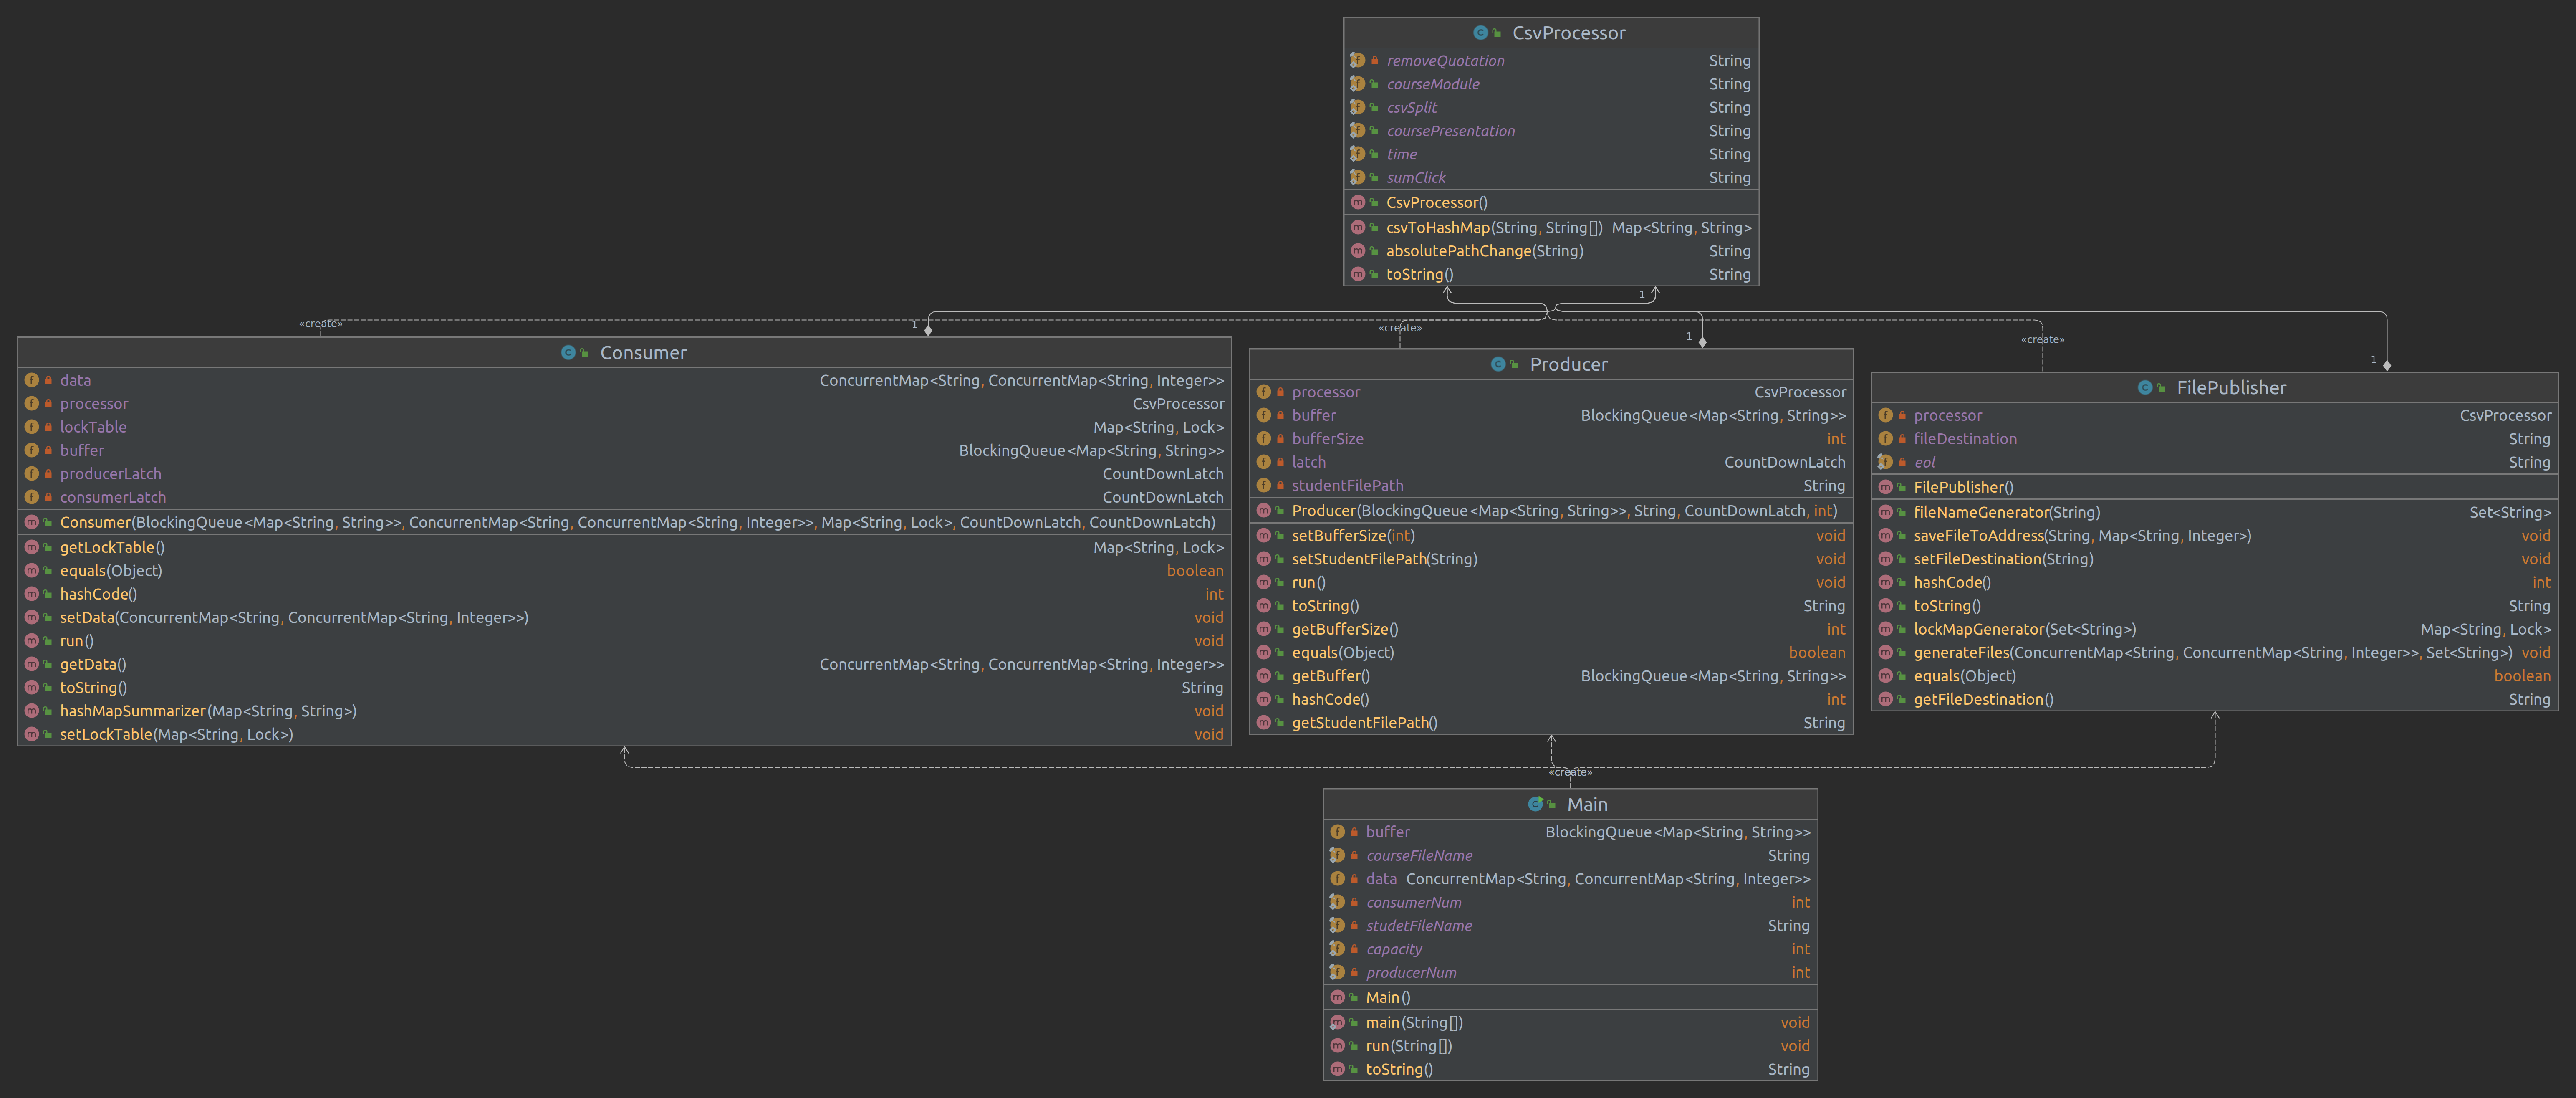 CsvProcessor
removeQuotation String
courseModule String
csvSplit String
coursePresentation String
time String
sumClick String
CsvProcessor()
csvToHashMap(String, String[]) Map<String, String>
absolutePathChange(String) String
toString() String
1
«create»
1
«create»
1
«create»
1
Consumer
data ConcurrentMap<String, ConcurrentMap<String, Integer>>
processor CsvProcessor
lockTable Map<String, Lock>
buffer BlockingQueue<Map<String, String>>
producerLatch CountDownLatch
consumerLatch CountDownLatch
Consumer(BlockingQueue<Map<String, String>>, ConcurrentMap<String, ConcurrentMap<String, Integer>>, Map<String, Lock>, CountDownLatch, CountDownLatch)
getLockTable() Map<String, Lock>
equals(Object) boolean
hashCode() int
setData(ConcurrentMap<String, ConcurrentMap<String, Integer>>) void
run() void
getData() ConcurrentMap<String, ConcurrentMap<String, Integer>>
toString() String
hashMapSummarizer(Map<String, String>) void
setLockTable(Map<String, Lock>) void
Producer
processor CsvProcessor
buffer BlockingQueue<Map<String, String>>
bufferSize int
latch CountDownLatch
studentFilePath String
Producer(BlockingQueue<Map<String, String>>, String, CountDownLatch, int)
setBufferSize(int) void
setStudentFilePath(String) void
run() void
toString() String
getBufferSize() int
equals(Object) boolean
getBuffer() BlockingQueue<Map<String, String>>
hashCode() int
getStudentFilePath() String
FilePublisher
processor CsvProcessor
fileDestination String
eol String
FilePublisher()
fileNameGenerator(String) Set<String>
saveFileToAddress(String, Map<String, Integer>) void
setFileDestination(String) void
hashCode() int
toString() String
lockMapGenerator(Set<String>) Map<String, Lock>
generateFiles(ConcurrentMap<String, ConcurrentMap<String, Integer>>, Set<String>) void
equals(Object) boolean
getFileDestination() String
«create»
Main
buffer BlockingQueue<Map<String, String>>
courseFileName String
data ConcurrentMap<String, ConcurrentMap<String, Integer>>
consumerNum int
studetFileName String
capacity int
producerNum int
Main()
main(String[]) void
run(String[]) void
toString() String